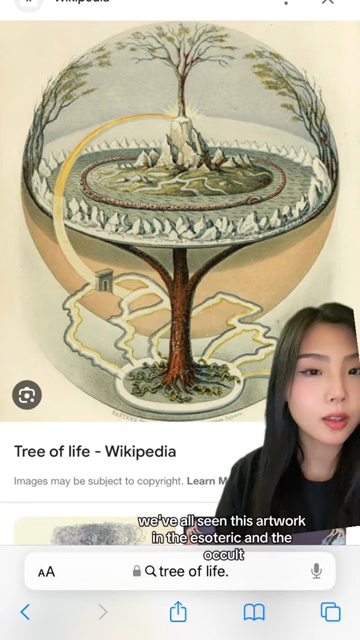 Wikipedia
Tree of life - Wikipedia
Images may be subject to copyright. Learn M
we've all seen this artwork
in the esoteric and the
occult
AA
tree of life.